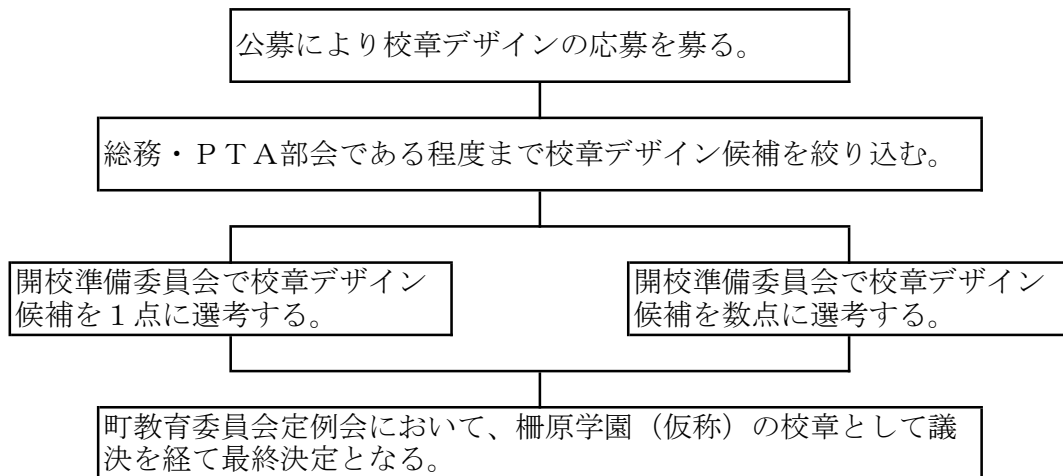 公募により校章デザインの応募を募る。
総務・ＰＴＡ部会である程度まで校章デザイン候補を絞り込む。
開校準備委員会で校章デザイン
候補を１点に選考する。
開校準備委員会で校章デザイン
候補を数点に選考する。
町教育委員会定例会において、柵原学園（仮称）の校章として議
決を経て最終決定となる。